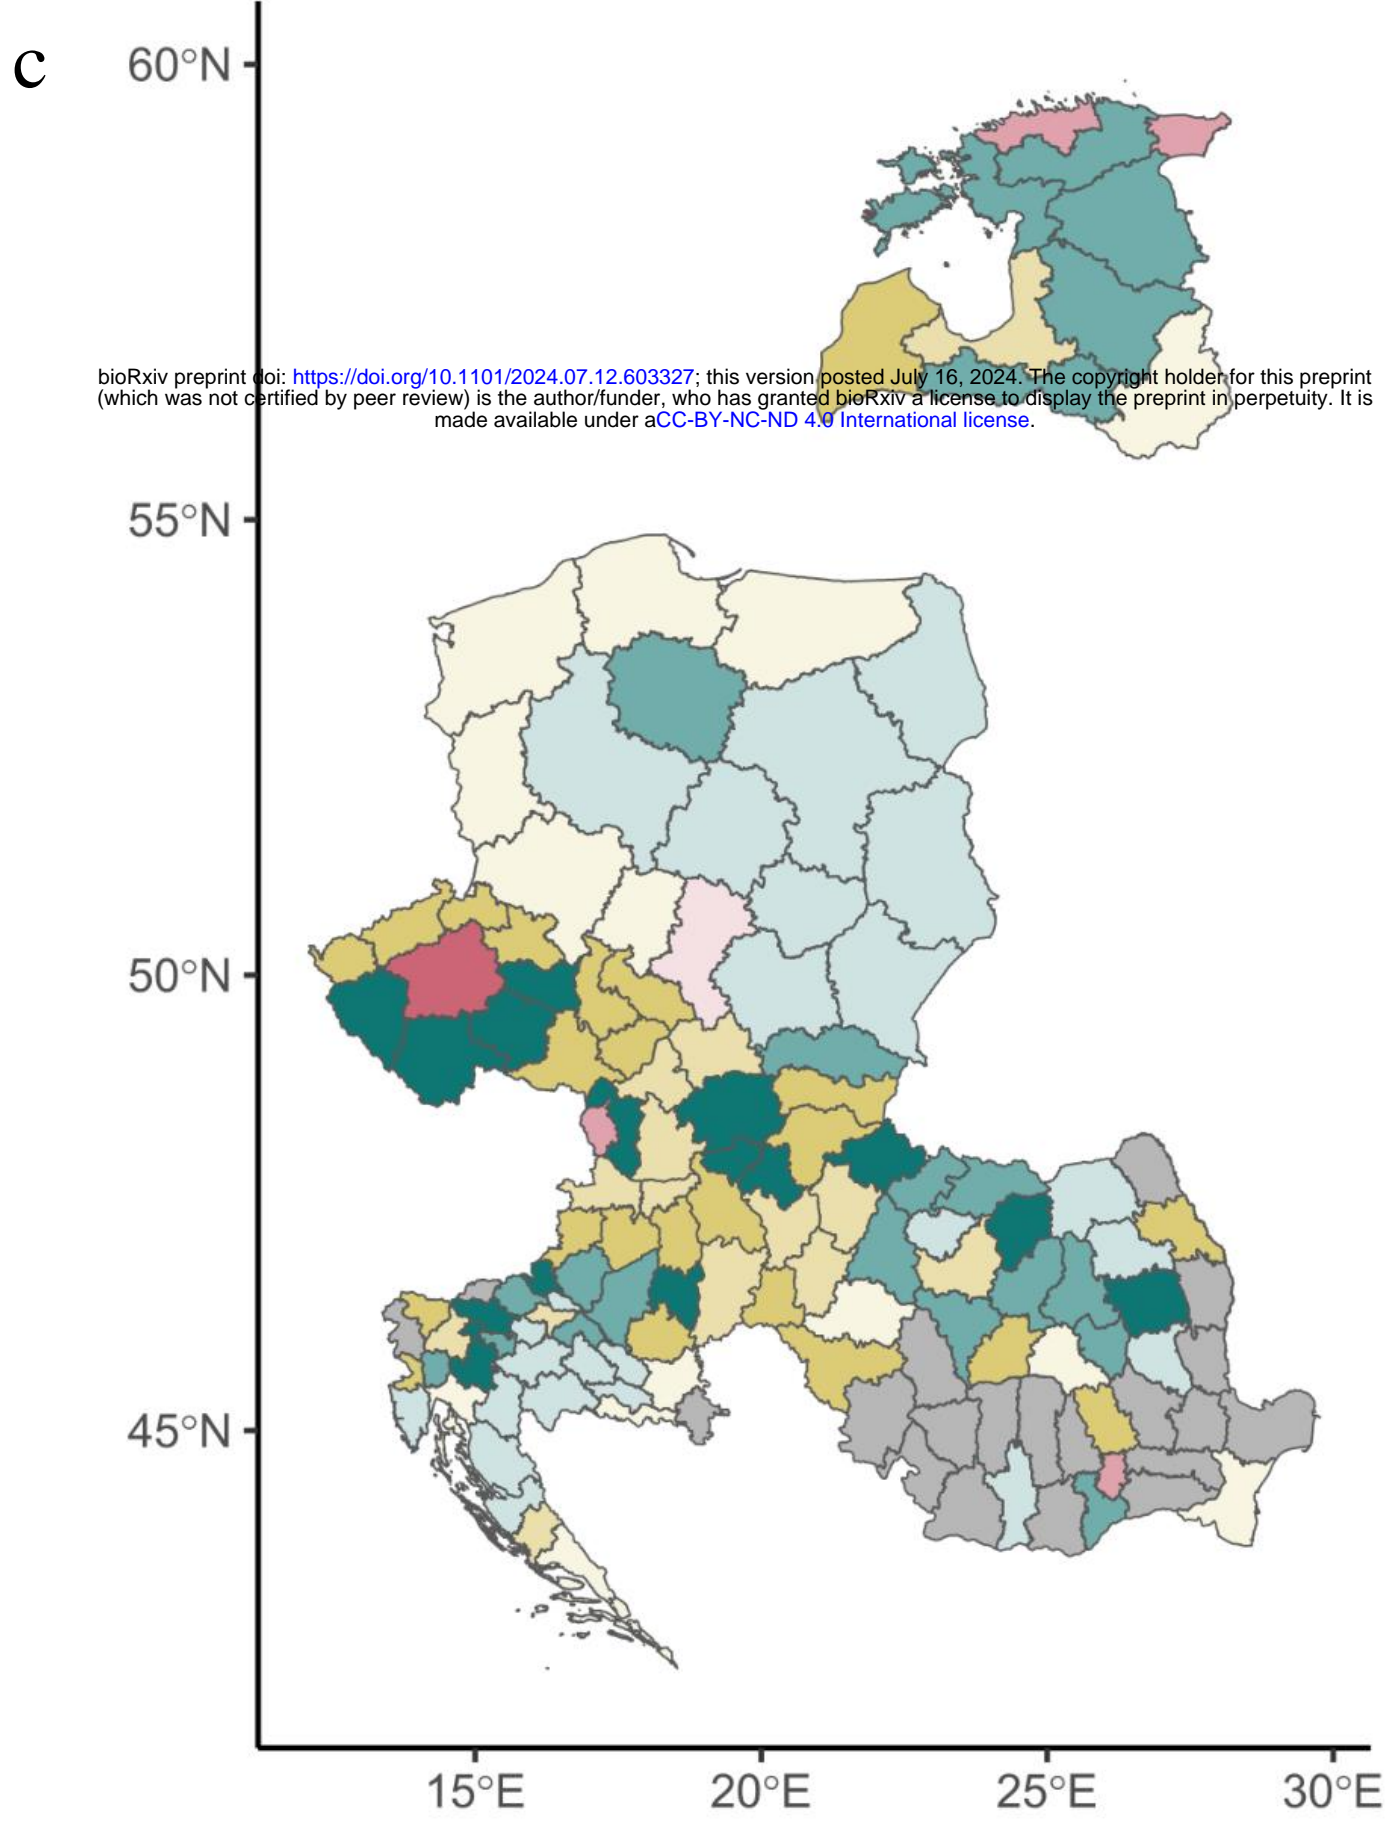 c
60°N
bioRxiv preprint doi: https://doi.org/10.1101/2024.07.12.603327; this version posted July 16, 2024. The copyright holder for this preprint
(which was not certified by peer review) is the author/funder, who has granted bioRxiv a license to display the preprint in perpetuity. It is
made available under aCC-BY-NC-ND 4.0 International license.
55°N
50°N
45°N
15°E 20°E 25°E 30°E